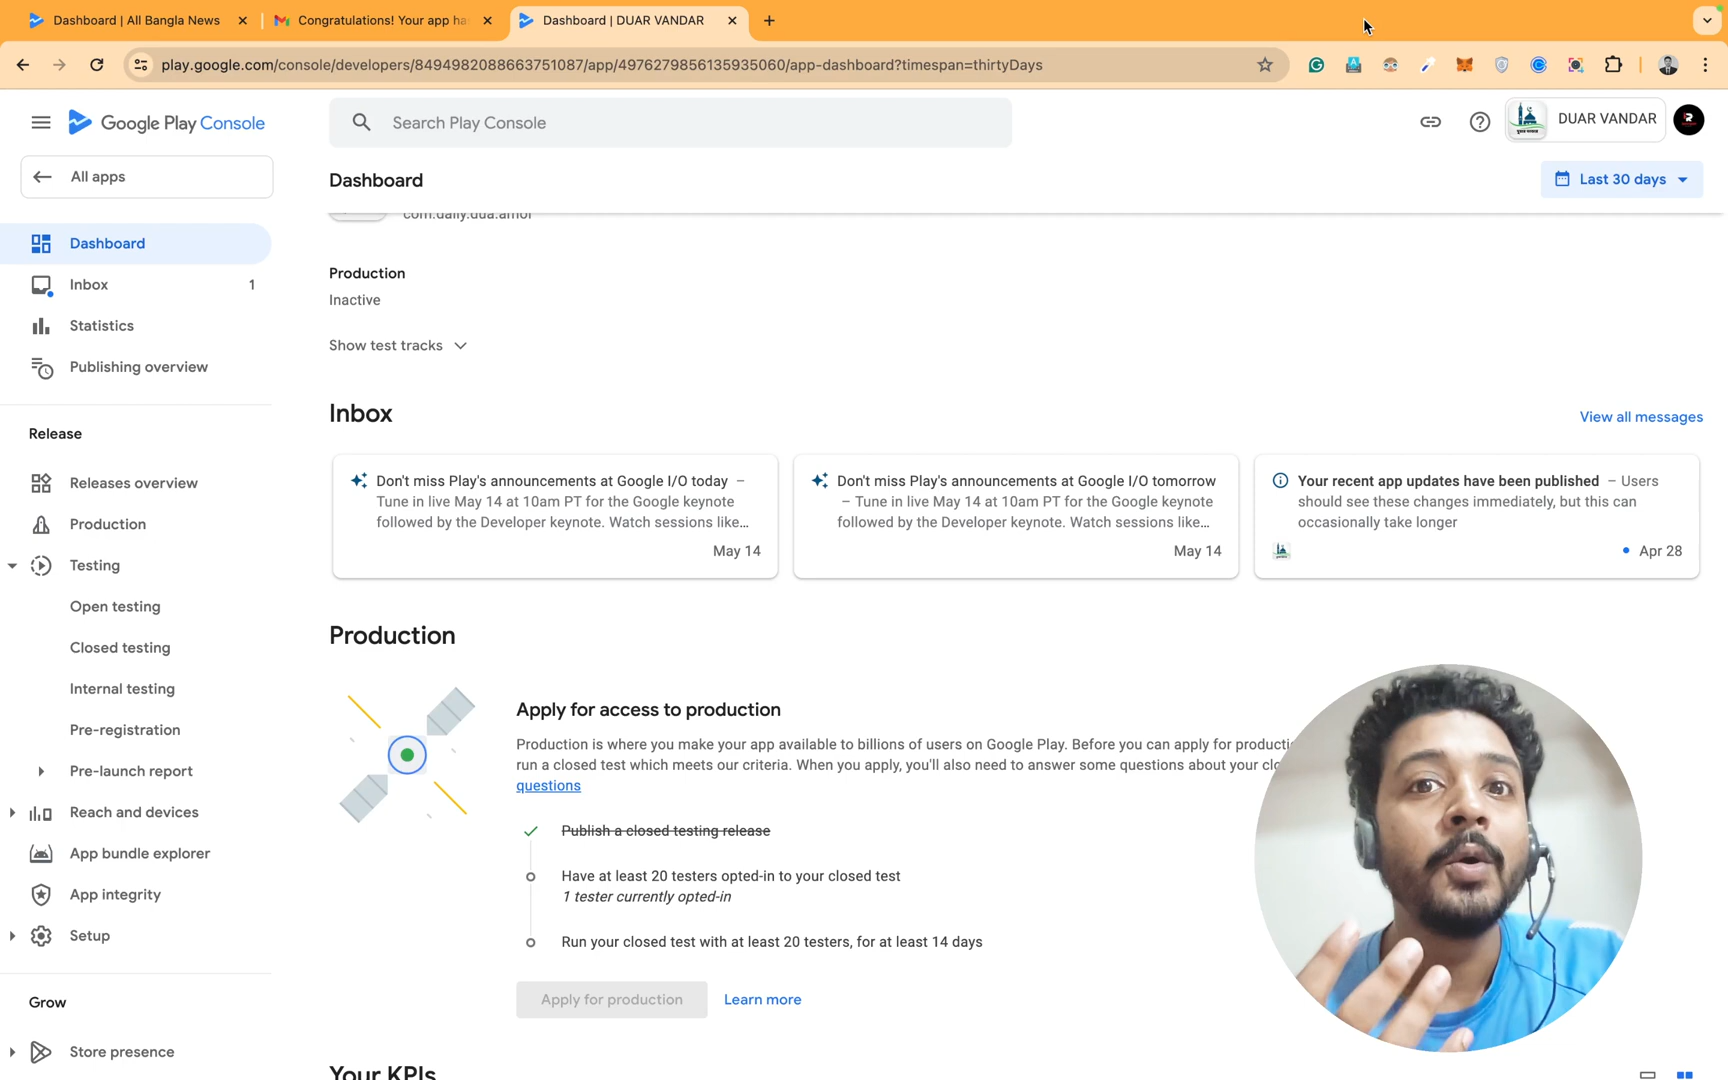 Dashboard | All Bangla News
Congratulations! Your app ha
Dashboard | DUAR VANDAR
play.google.com/console/developers/8494982088663751087/app/4976279856135935060/app-dashboard?timespan=thirtyDays
Google Play Console
Search Play Console
DUAR VANDAR
All apps
Dashboard
Last 30 days
Dashboard
Inbox 1
Statistics
Publishing overview
Release
Releases overview
Production
Testing
Open testing
Closed testing
Internal testing
Pre-registration
Pre-launch report
Reach and devices
App bundle explorer
App integrity
Setup
Grow
Store presence
com.daily.dua.amol
Production
Inactive
Show test tracks
Inbox
View all messages
Don't miss Play's announcements at Google I/O today –
Tune in live May 14 at 10am PT for the Google keynote
followed by the Developer keynote. Watch sessions like...
May 14
Don't miss Play's announcements at Google I/O tomorrow
– Tune in live May 14 at 10am PT for the Google keynote
followed by the Developer keynote. Watch sessions like...
May 14
Your recent app updates have been published – Users
should see these changes immediately, but this can
occasionally take longer
Apr 28
Production
Apply for access to production
Production is where you make your app available to billions of users on Google Play. Before you can apply for producti
run a closed test which meets our criteria. When you apply, you'll also need to answer some questions about your clo
questions
Publish a closed testing release
Have at least 20 testers opted-in to your closed test
1 tester currently opted-in
Run your closed test with at least 20 testers, for at least 14 days
Apply for production
Learn more
Your KPIs